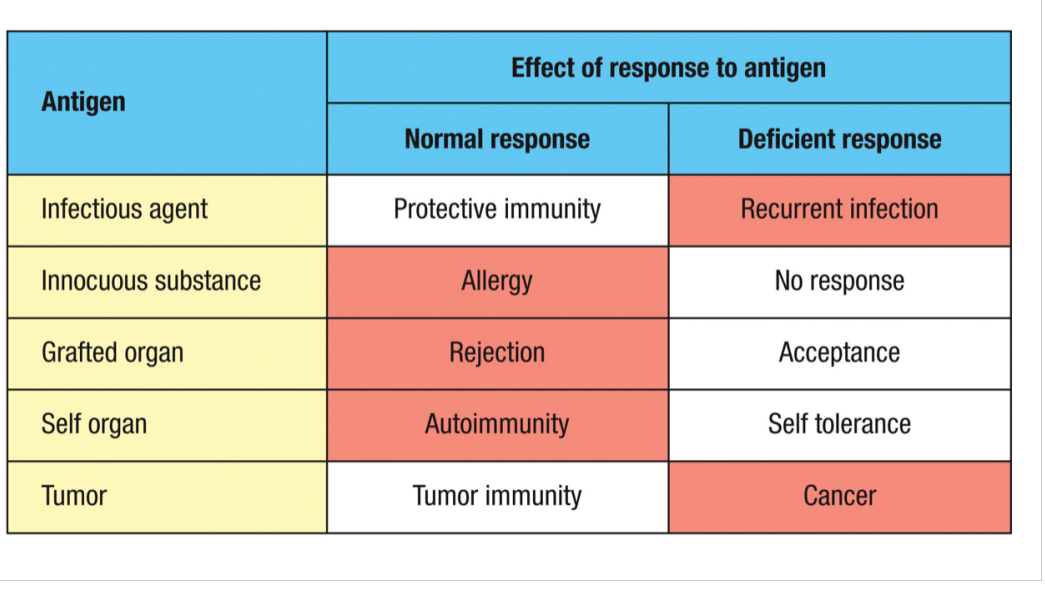 Antigen
Effect of response to antigen
Normal response
Deficient response
Infectious agent
Protective immunity
Recurrent infection
Innocuous substance
Allergy
No response
Grafted organ
Rejection
Acceptance
Self organ
Autoimmunity
Self tolerance
Tumor
Tumor immunity
Cancer